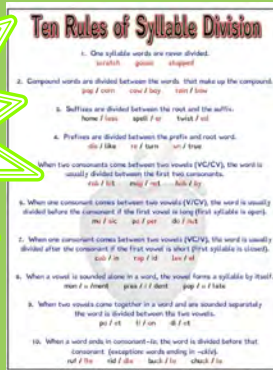 Ten Rules of Syllable Division
1. One syllable words are never divided.
scratch goose stopped
2. Compound words are divided between the words that make up the compound.
pop / corn cow / boy rain / bow
3. Suffixes are divided between the root and the suffix.
home / less spell / er twist / ed
4. Prefixes are divided between the prefix and root word.
dis / like re / turn un / true
When two consonants come between two vowels (VC/CV), the word is
usually divided between the first two consonants.
rab / bit mag / net hus / ky
6. When one consonant comes between two vowels (V/CV), the word is usually
divided before the consonant if the first vowel is long (first syllable is open).
mu / sic pa / per do / nut
7. When one consonant comes between two vowels (VC/V), the word is usually
divided after the consonant if the first vowel is short (first syllable is closed).
cab / in rap / id lev / el
8. When a vowel is sounded alone in a word, the vowel forms a syllable by itself.
mon / u /ment pres / i / dent pop / u / late
9. When two vowels come together in a word and are sounded separately
the word is divided between the two vowels.
po / et li / on di / et
10. When a word ends in consonant-le, the word is divided before that
consonant. (exceptions words ending in -ckle).
ruf / fle rid / dle buck / le chuck / le